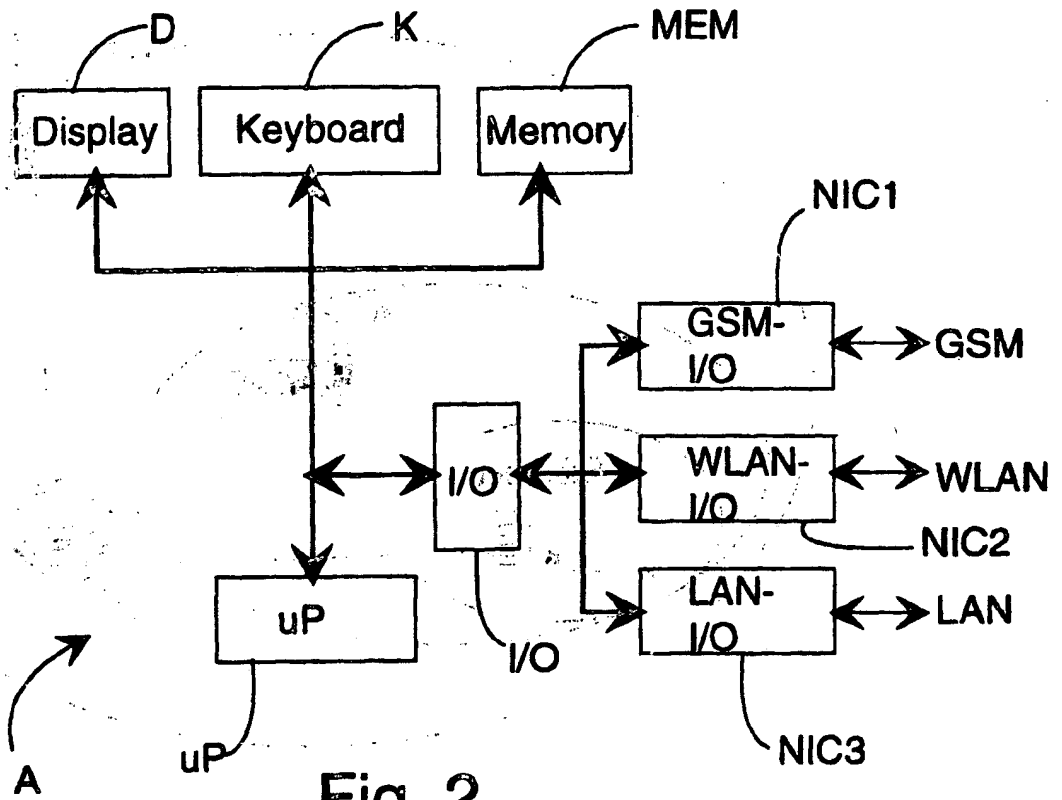 D
K
MEM
Display
Keyboard
Memory
NIC1
GSM-
I/O
GSM
I/O
WLAN-
I/O
WLAN
NIC2
uP
LAN-
I/O
LAN
I/O
uP
NIC3
A
Fig. 2